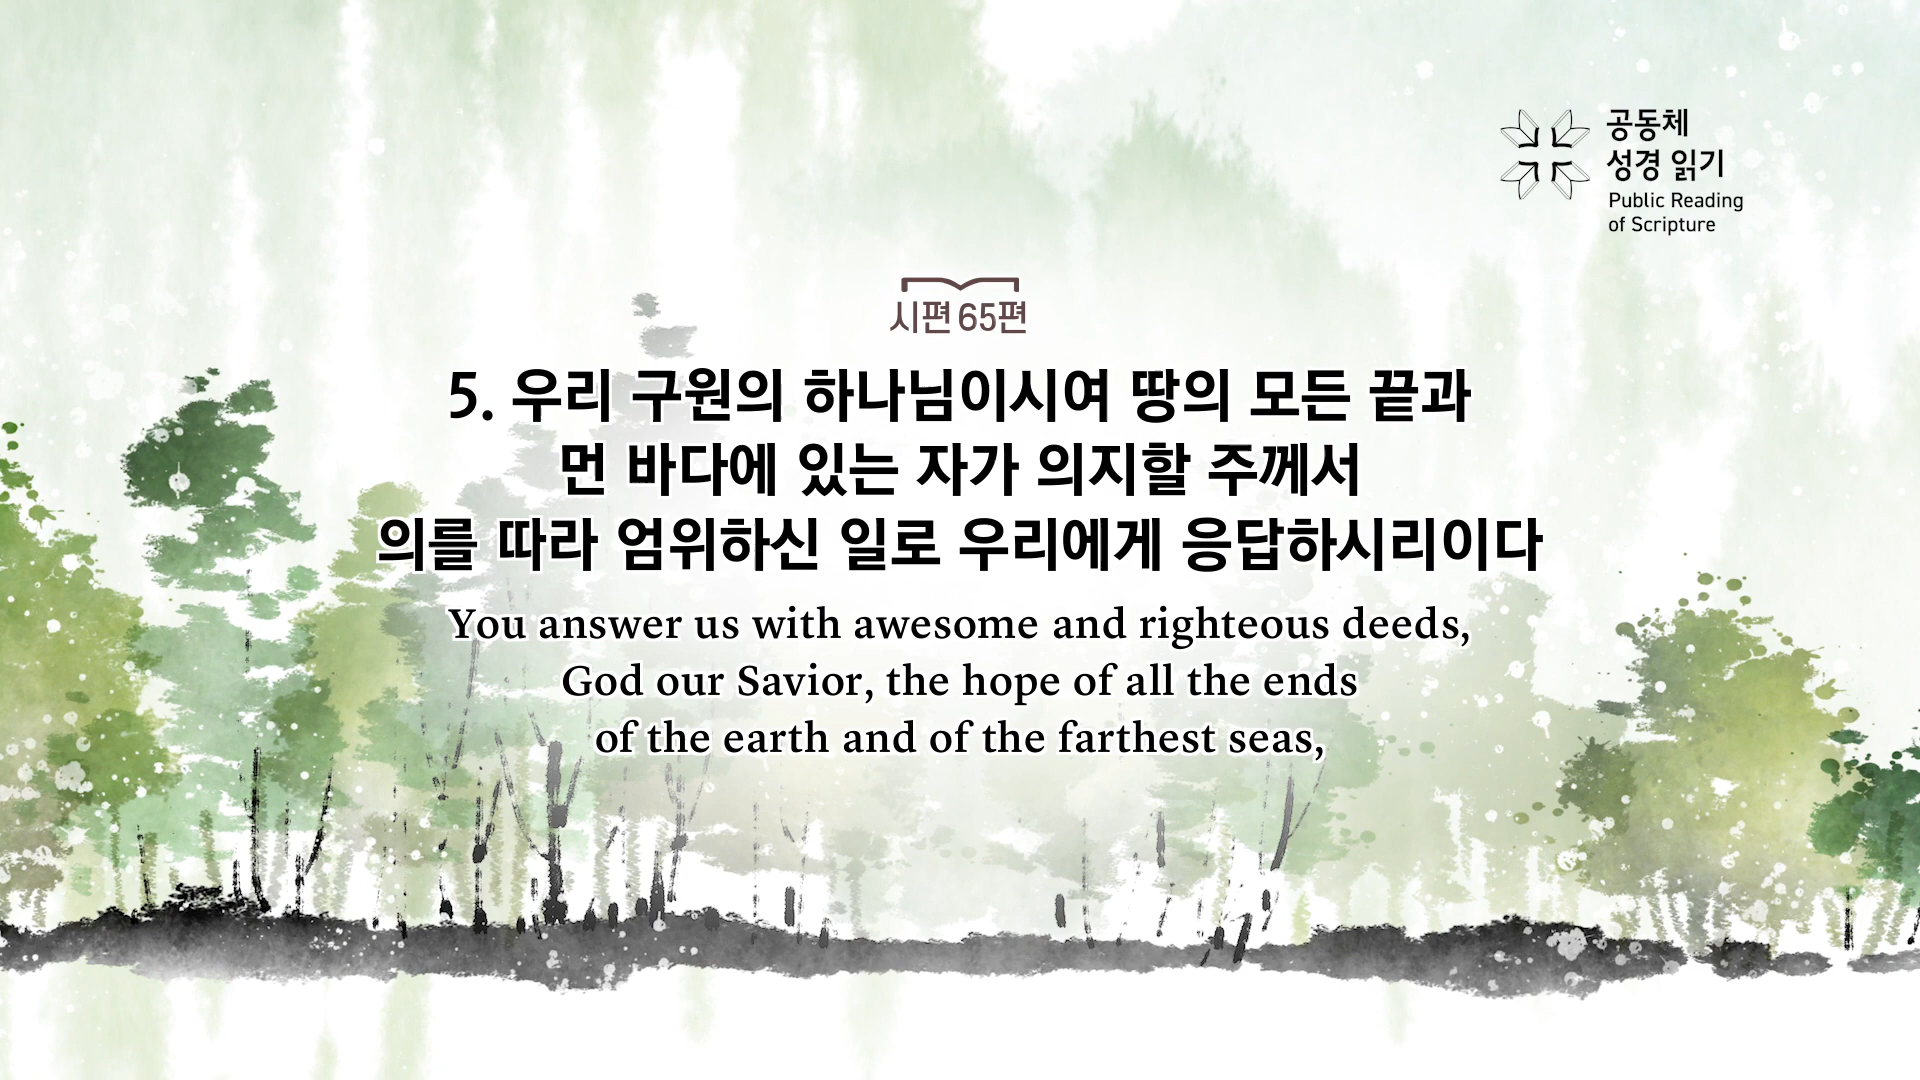 공동체
성경 읽기
Public Reading
of Scripture
시편 65편
5. 우리 구원의 하나님이시여 땅의 모든 끝과
먼 바다에 있는 자가 의지할 주께서
의를 따라 엄위하신 일로 우리에게 응답하시리이다
You answer us with awesome and righteous deeds,
God our Savior, the hope of all the ends
of the earth and of the farthest seas,